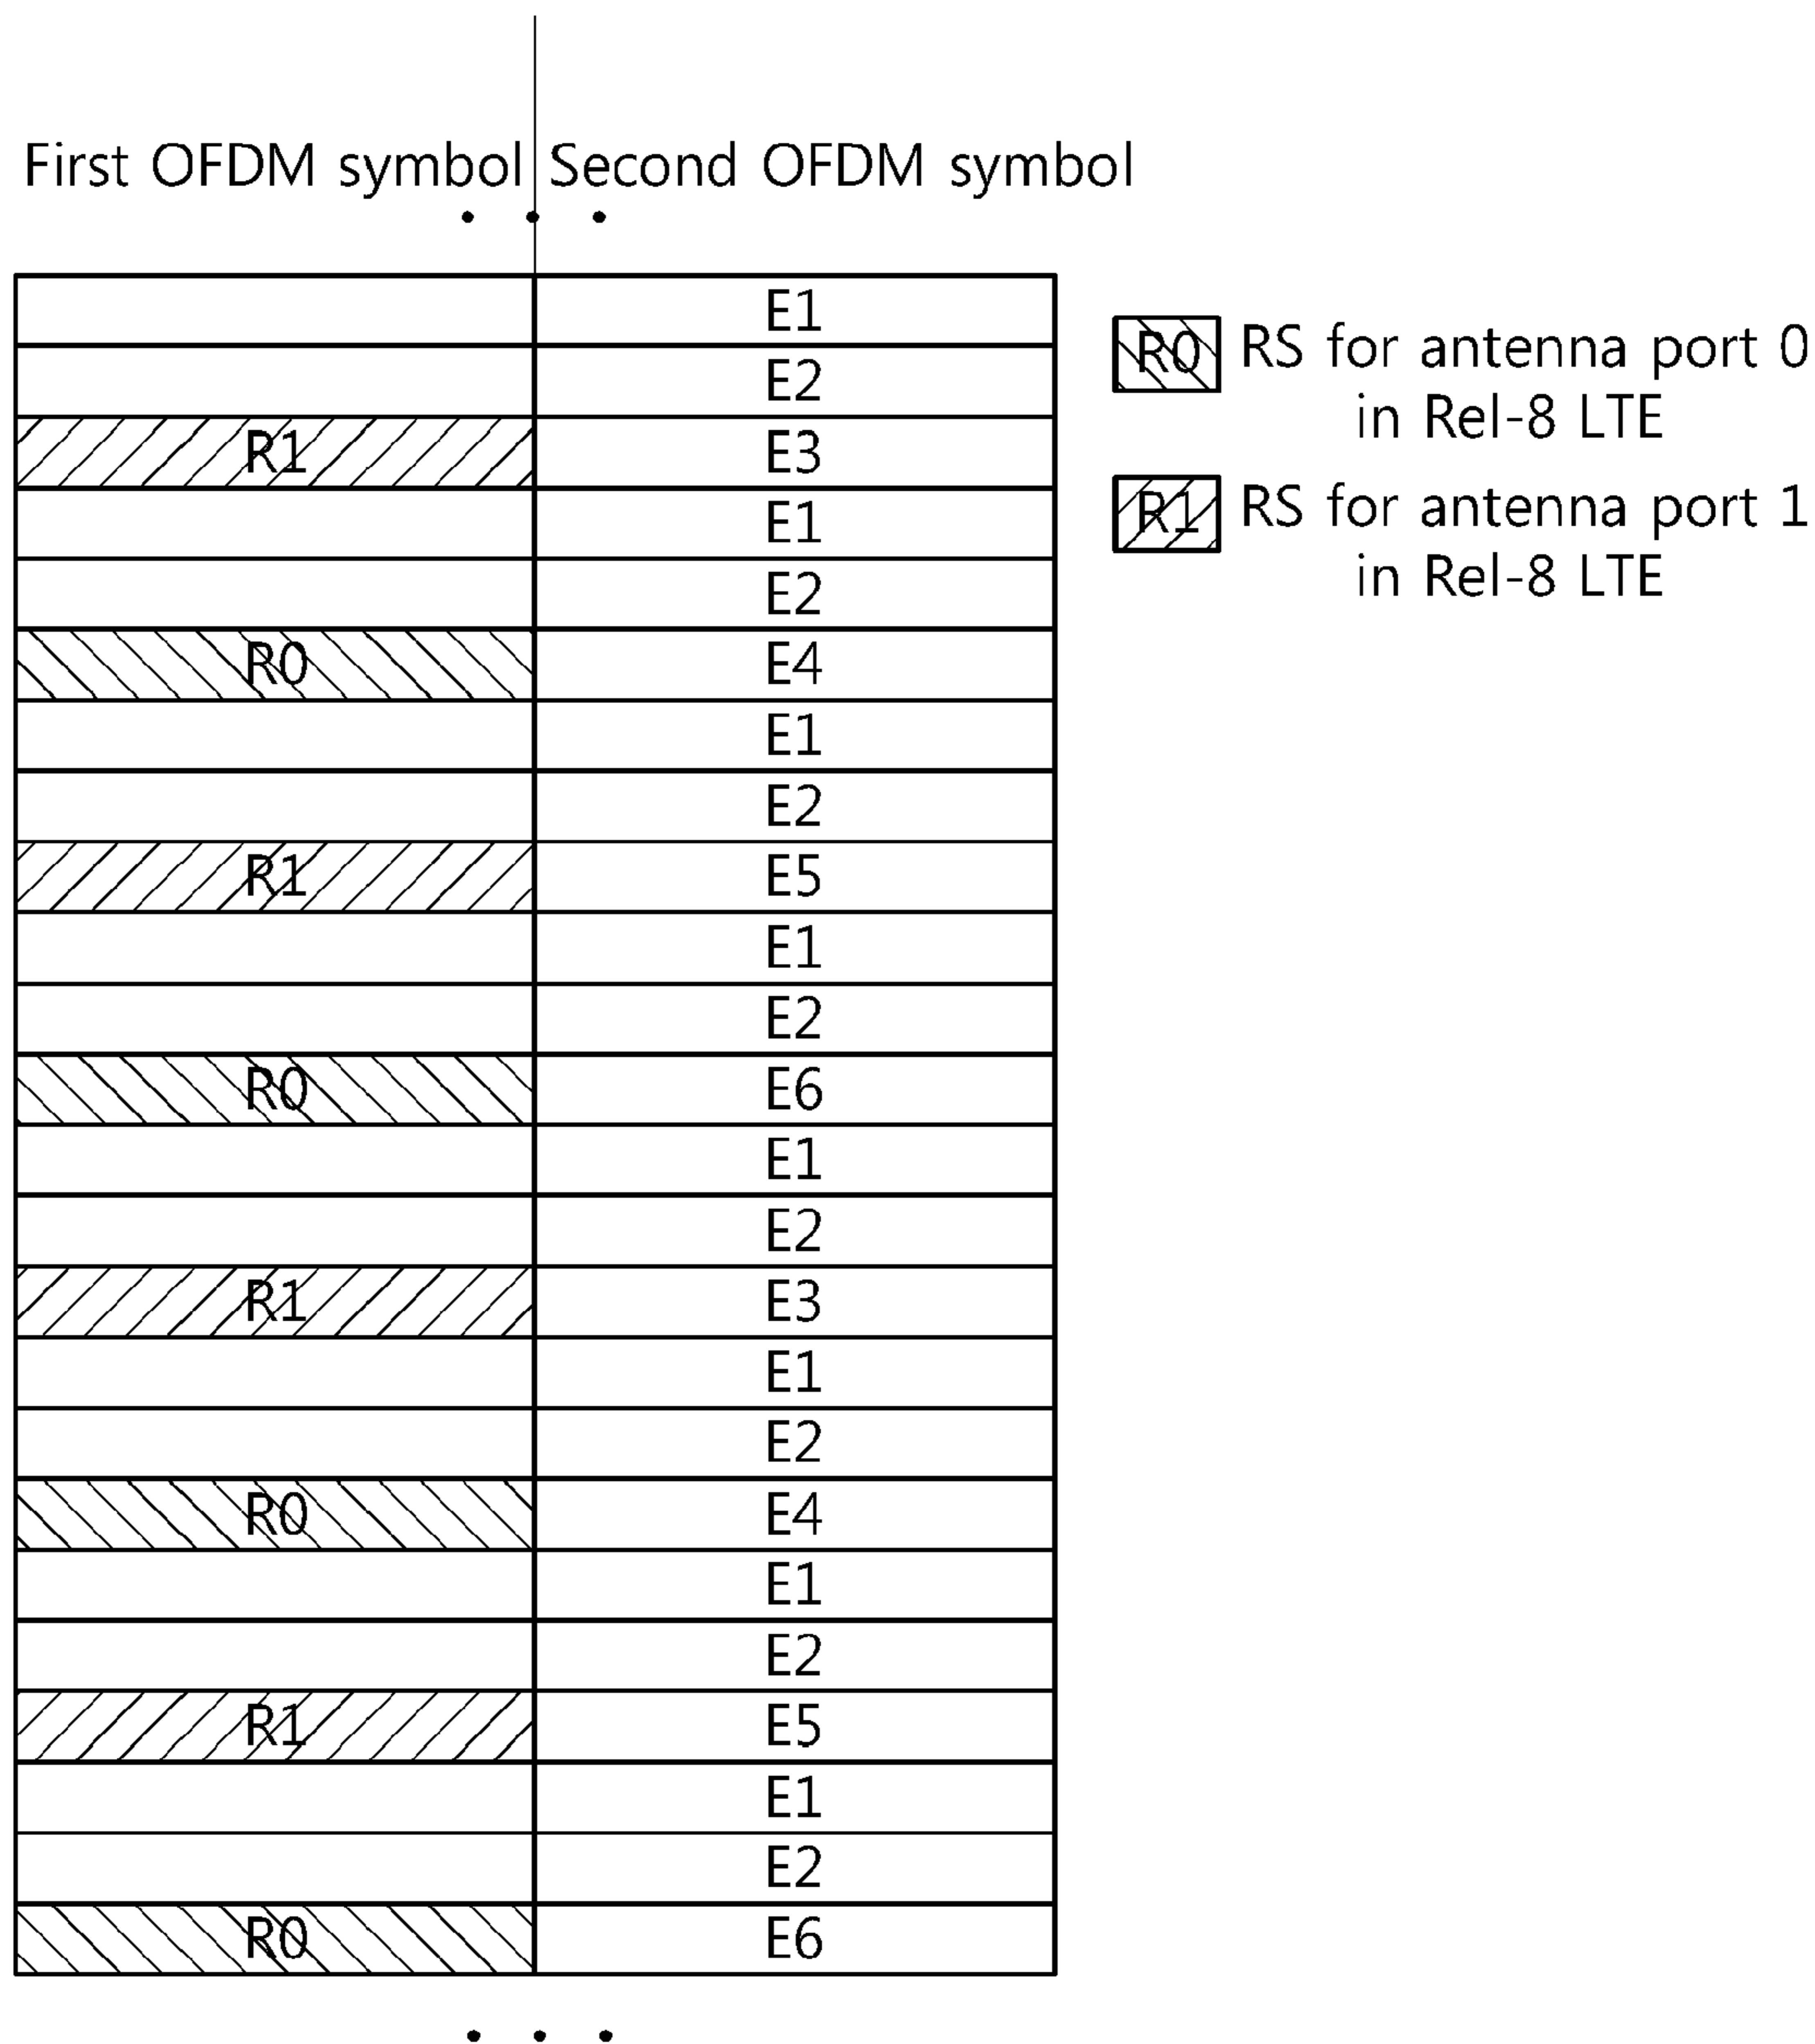 First OFDM symbol Second OFDM symbol
. . .
E1
E2
R1 E3
E1
E2
R0 E4
E1
E2
R1 E5
E1
E2
R0 E6
E1
E2
R1 E3
E1
E2
R0 E4
E1
E2
R1 E5
E1
E2
R0 E6
. . .
R0 RS for antenna port 0
in Rel-8 LTE
R1 RS for antenna port 1
in Rel-8 LTE